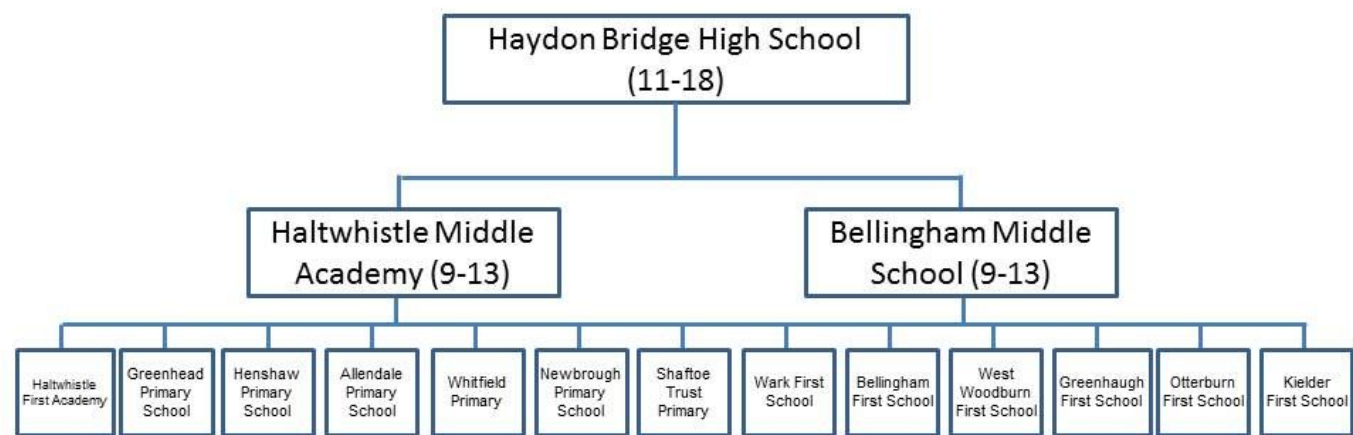 Haydon Bridge High School
(11-18)
Haltwhistle Middle
Academy (9-13)
Bellingham Middle
School (9-13)
Haltwhistle
First Academy
Greenhead
Primary
School
Henshaw
Primary
School
Allendale
Primary
School
Whitfield
Primary
Newbrough
Primary
School
Shaftoe
Trust
Primary
Wark First
School
Bellingham
First School
West
Woodburn
First School
Greenhaugh
First School
Otterburn
First School
Kielder
First School